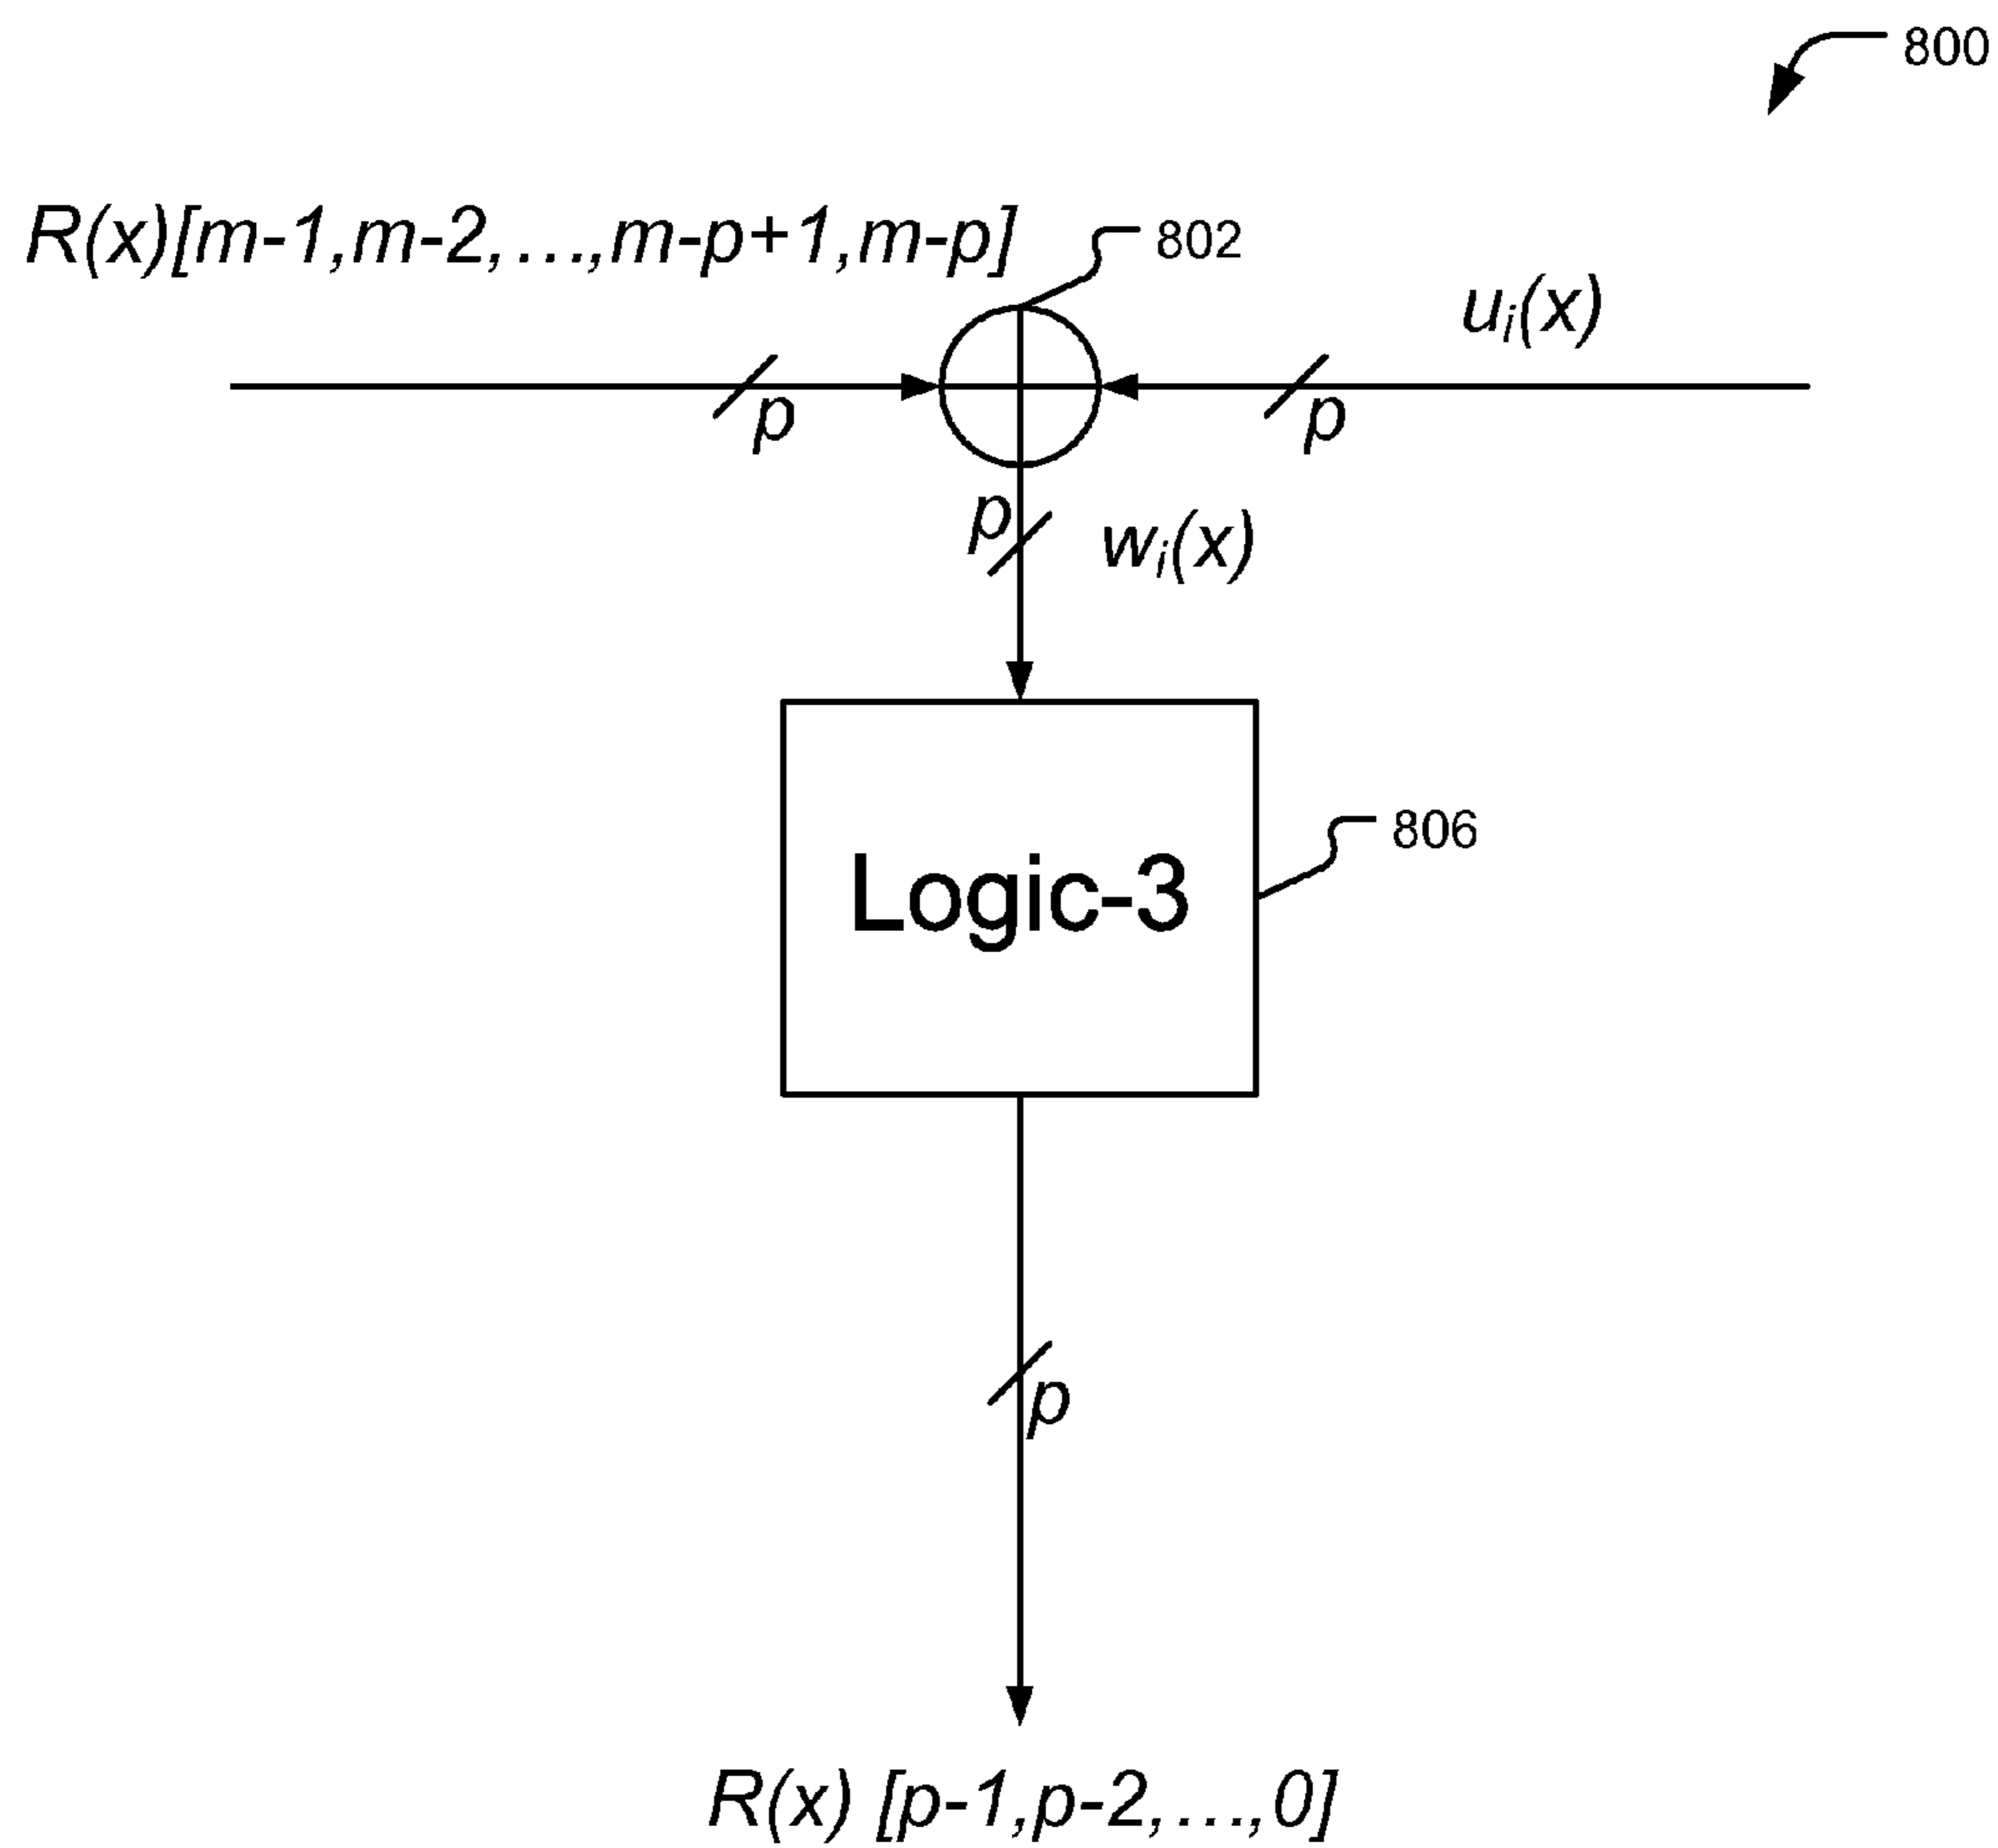 800
R(x)[m-1,m-2,...,m-p+1,m-p]
802
uᵢ(x)
p
p
p
wᵢ(x)
Logic-3
806
p
R(x) [p-1,p-2,...,0]